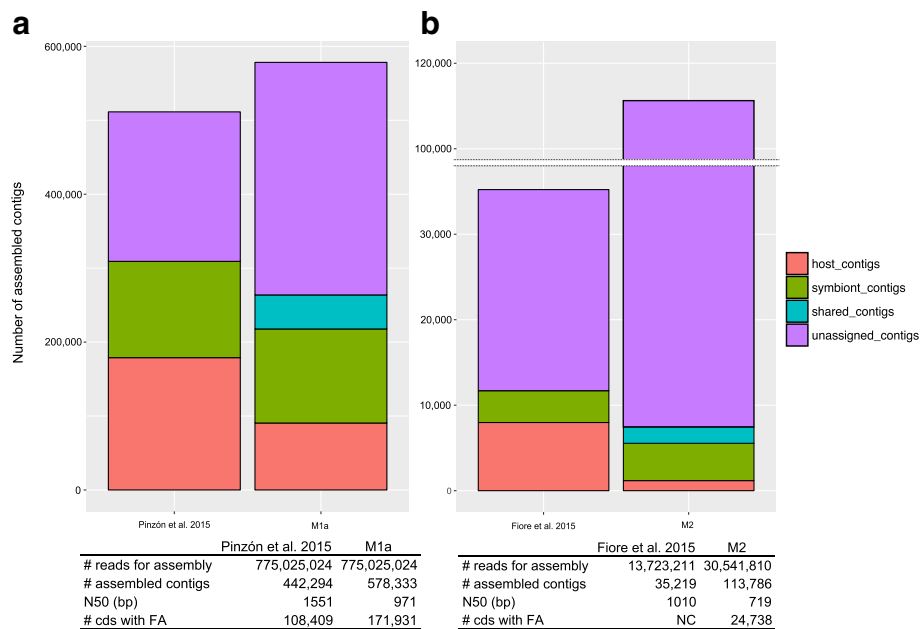 a
b
600,000
400,000
200,000
0
Number of assembled contigs
Pinzón et al. 2015 M1a
120,000
100,000
30,000
20,000
10,000
0
Fiore et al. 2015 M2
host_contigs
symbiont_contigs
shared_contigs
unassigned_contigs
Pinzón et al. 2015 M1a
# reads for assembly 775,025,024 775,025,024
# assembled contigs 442,294 578,333
N50 (bp) 1551 971
# cds with FA 108,409 171,931
Fiore et al. 2015 M2
# reads for assembly 13,723,211 30,541,810
# assembled contigs 35,219 113,786
N50 (bp) 1010 719
# cds with FA NC 24,738